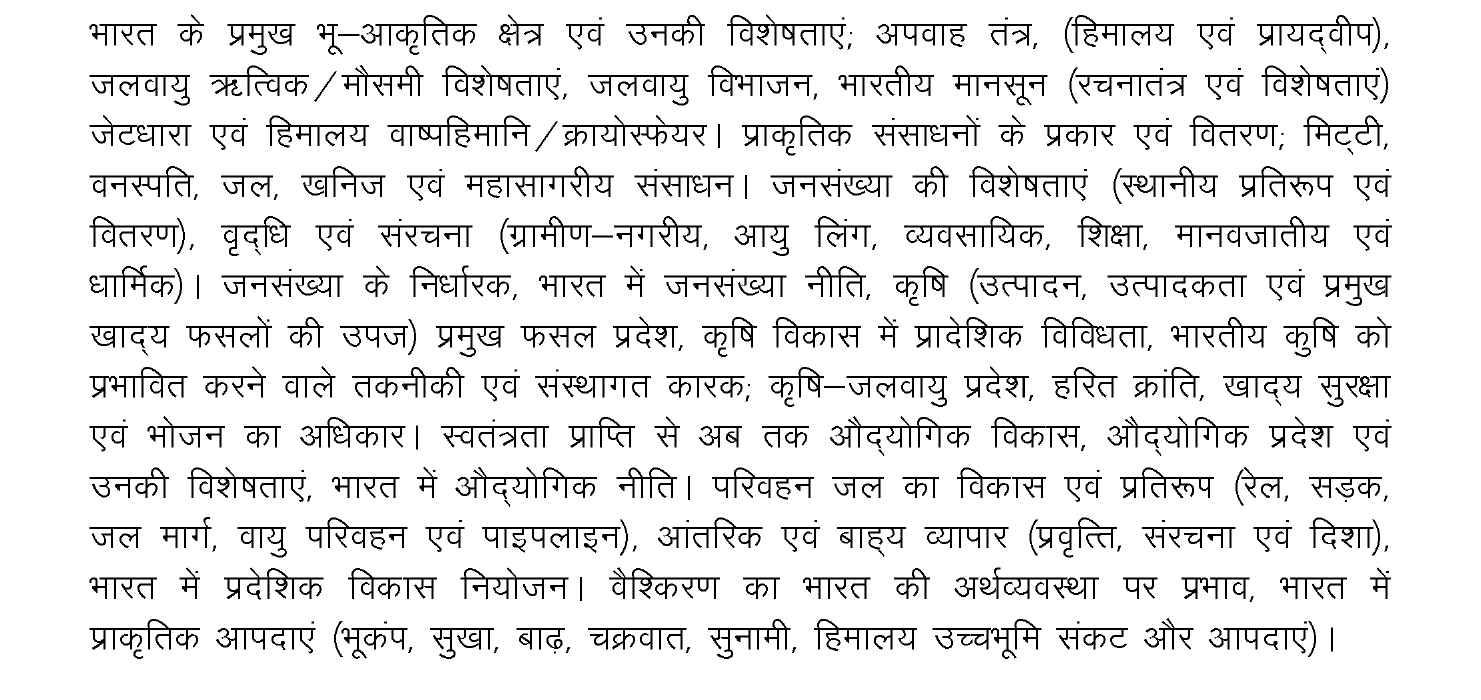 भारत के प्रमुख भू–आकृतिक क्षेत्र एवं उनकी विशेषताएं; अपवाह तंत्र, (हिमालय एवं प्रायद्वीप),
जलवायु ऋत्विक/मौसमी विशेषताएं, जलवायु विभाजन, भारतीय मानसून (रचनातंत्र एवं विशेषताएं)
जेटधारा एवं हिमालय वाष्पहिमानि/क्रायोस्फेयर। प्राकृतिक संसाधनों के प्रकार एवं वितरण; मिट्टी,
वनस्पति, जल, खनिज एवं महासागरीय संसाधन। जनसंख्या की विशेषताएं (स्थानीय प्रतिरूप एवं
वितरण), वृद्धि एवं संरचना (ग्रामीण–नगरीय, आयु लिंग, व्यवसायिक, शिक्षा, मानवजातीय एवं
धार्मिक)। जनसंख्या के निर्धारक, भारत में जनसंख्या नीति, कृषि (उत्पादन, उत्पादकता एवं प्रमुख
खाद्य फसलों की उपज) प्रमुख फसल प्रदेश, कृषि विकास में प्रादेशिक विविधता, भारतीय कुषि को
प्रभावित करने वाले तकनीकी एवं संस्थागत कारक; कृषि–जलवायु प्रदेश, हरित क्रांति, खाद्य सुरक्षा
एवं भोजन का अधिकार। स्वतंत्रता प्राप्ति से अब तक औद्योगिक विकास, औद्योगिक प्रदेश एवं
उनकी विशेषताएं, भारत में औद्योगिक नीति। परिवहन जल का विकास एवं प्रतिरूप (रेल, सड़क,
जल मार्ग, वायु परिवहन एवं पाइपलाइन), आंतरिक एवं बाह्य व्यापार (प्रवृत्ति, संरचना एवं दिशा),
भारत में प्रदेशिक विकास नियोजन। वैश्किरण का भारत की अर्थव्यवस्था पर प्रभाव, भारत में
प्राकृतिक आपदाएं (भूकंप, सुखा, बाढ़, चक्रवात, सुनामी, हिमालय उच्चभूमि संकट और आपदाएं)।